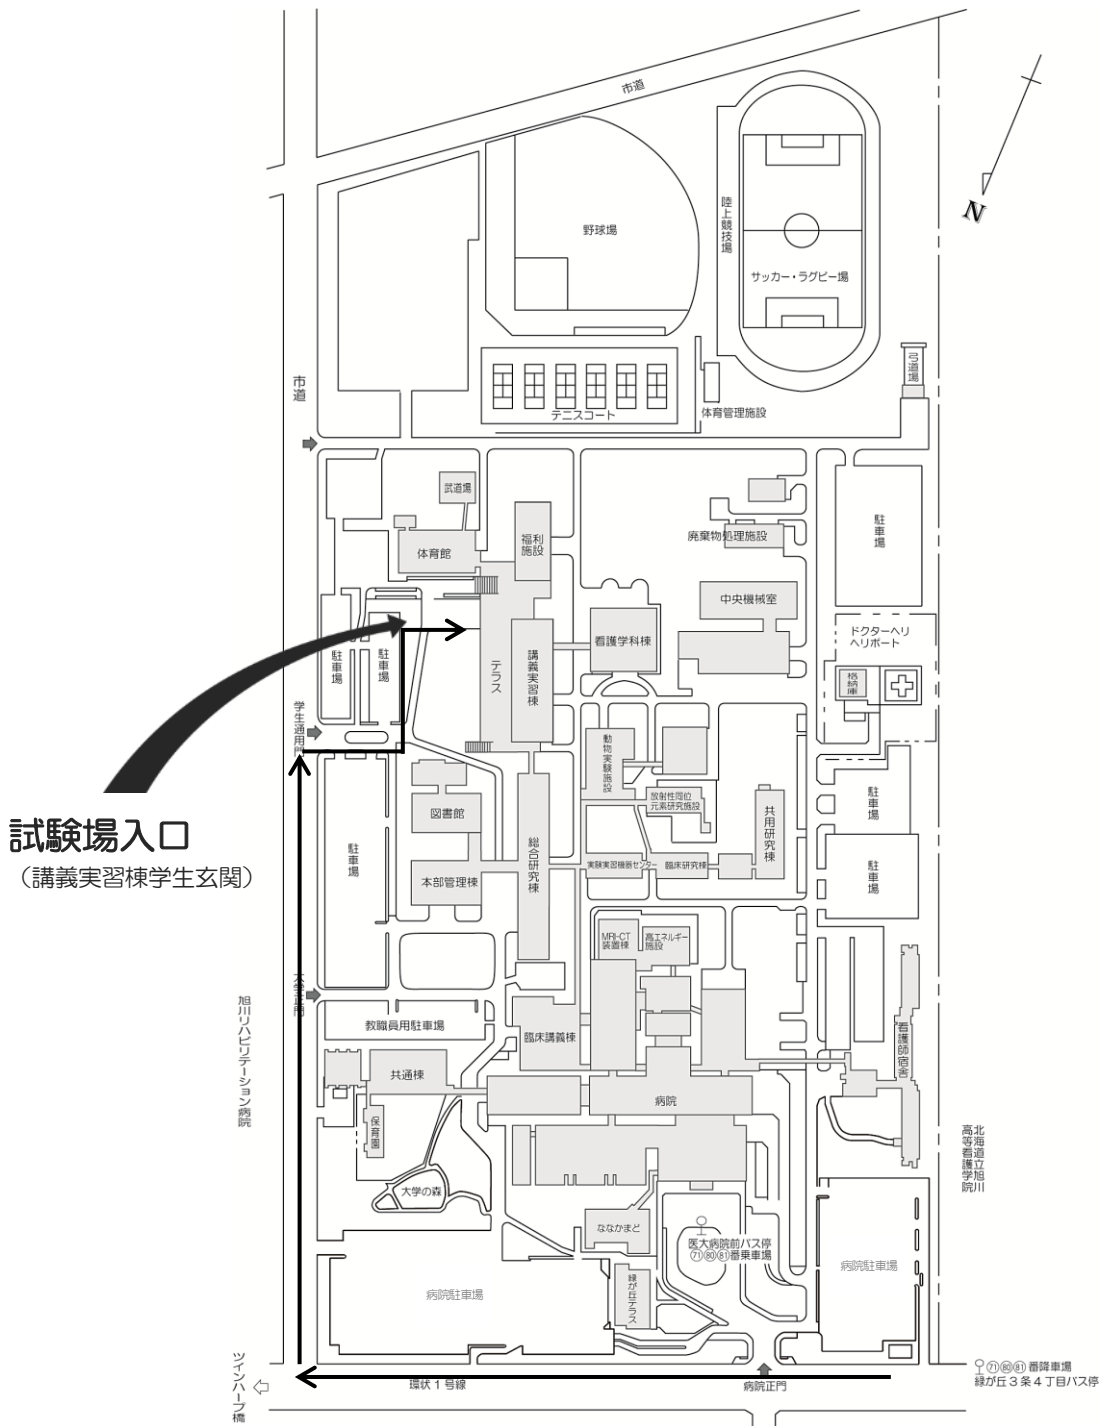 市道
N
陸上競技場
野球場
サッカー・ラグビー場
弓道場
市道
テニスコート
体育管理施設
武道場
福利
施設
体育館
廃棄物処理施設
駐車場
中央機械室
看護学科棟
ドクターヘリ
ヘリポート
講義実習棟
テラス
駐車場
駐車場
格納庫
学生通用門
動物実験施設
放射性同位
元素研究施設
共用研究棟
駐車場
図書館
試験場入口
(講義実習棟学生玄関)
駐車場
総合研究棟
実験実習機器センター
臨床研究棟
駐車場
本部管理棟
MRI-CT
装置棟
高エネルギー
施設
大学正門
旭川リハビリテーション病院
教職員用駐車場
臨床講義棟
看護師宿舎
共通棟
病院
保育園
北海道立旭川
高等看護学院
大学の森
ななかまど
医大病院前バス停
71 80 81番乗車場
緑が丘テラス
病院駐車場
病院駐車場
ツインハープ橋
環状1号線
病院正門
71 80 81番降車場
緑が丘3条4丁目バス停